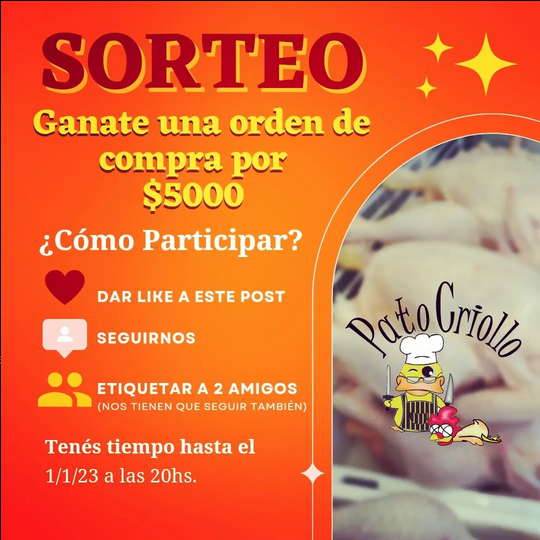 SORTEO
Ganate una orden de
compra por
$5000
¿Cómo Participar?
DAR LIKE A ESTE POST
SEGUIRNOS
ETIQUETAR A 2 AMIGOS
(NOS TIENEN QUE SEGUIR TAMBIÉN)
Tenés tiempo hasta el
1/1/23 a las 20hs.
Pato Criollo